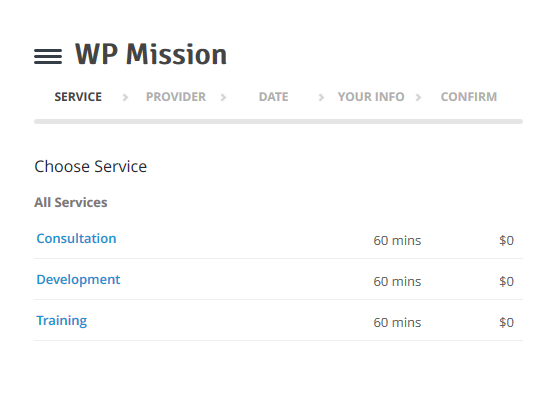 WP Mission
SERVICE > PROVIDER > DATE > YOUR INFO > CONFIRM
Choose Service
All Services
Consultation 60 mins $0
Development 60 mins $0
Training 60 mins $0